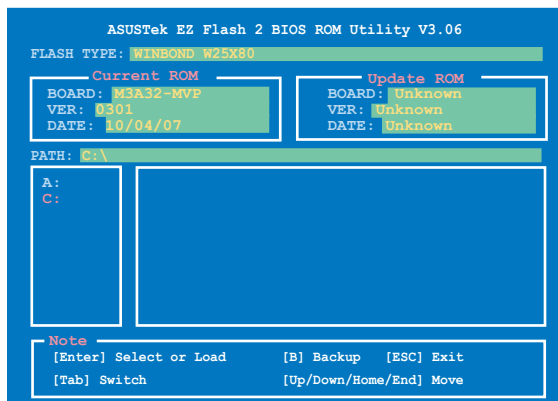 ASUSTek EZ Flash 2 BIOS ROM Utility V3.06
FLASH TYPE: WINBOND W25X80
Current ROM
BOARD: M3A32-MVP
VER: 0301
DATE: 10/04/07
Update ROM
BOARD: Unknown
VER: Unknown
DATE: Unknown
PATH: C:\
A:
C:
Note
[Enter] Select or Load [B] Backup [ESC] Exit
[Tab] Switch [Up/Down/Home/End] Move